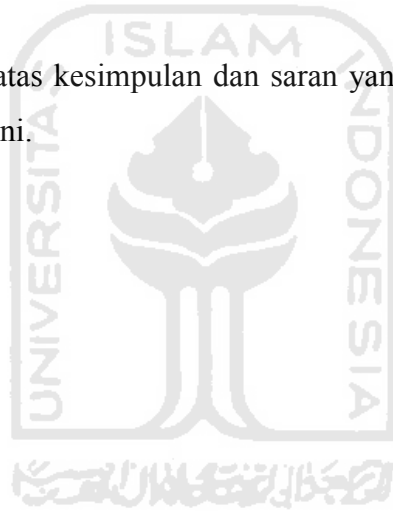 ISLAM
UNIVERSITAS
INDONESIA
atas kesimpulan dan saran yan
ni.